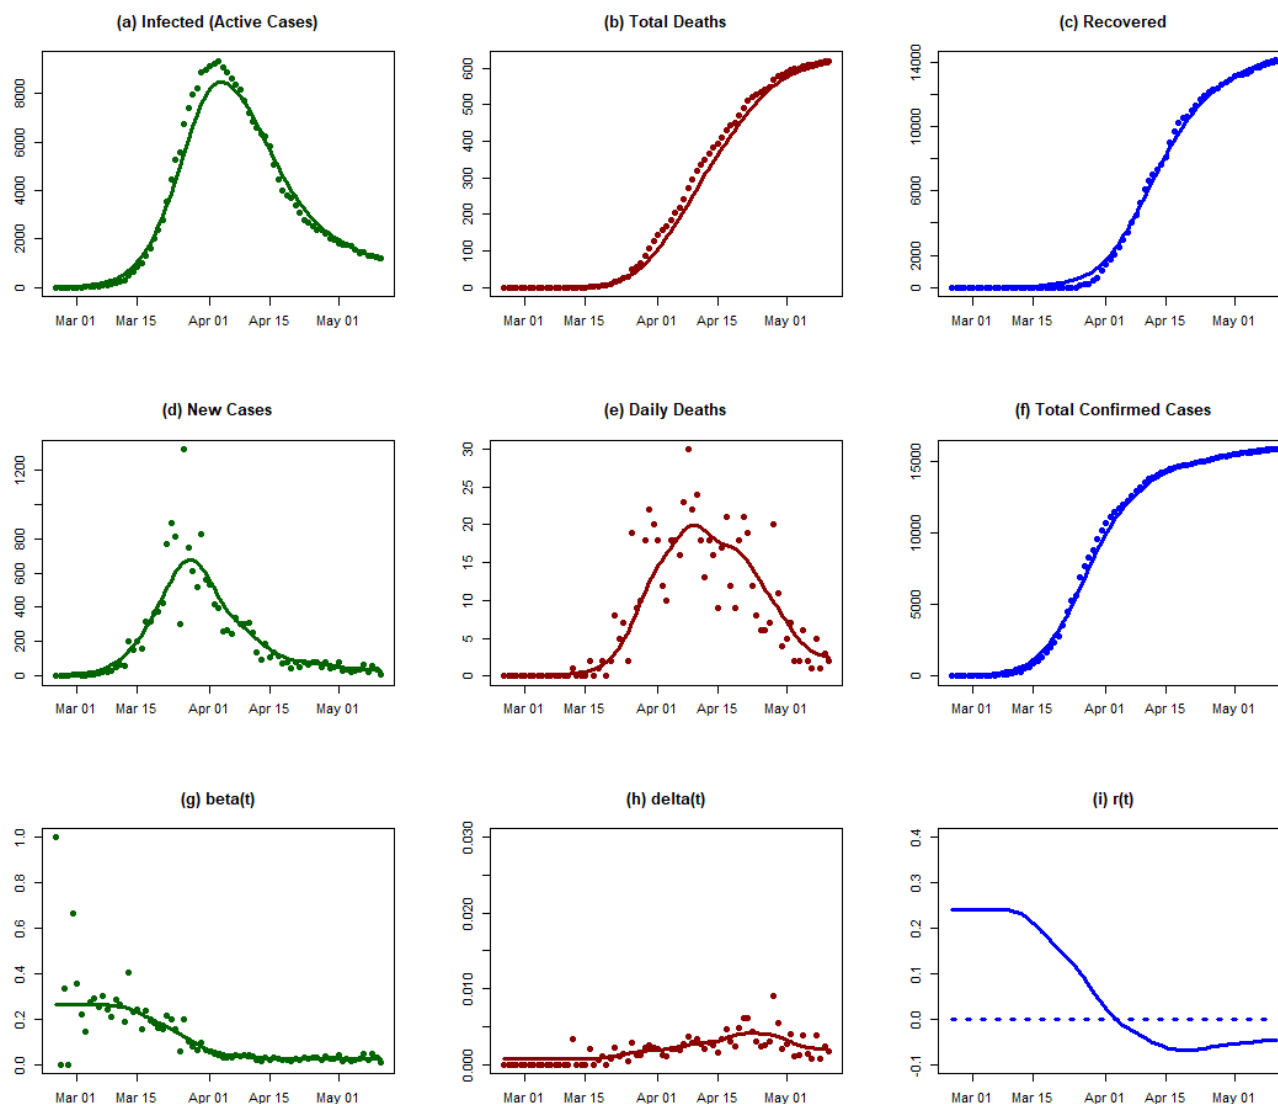 (a) Infected (Active Cases)
8000
6000
4000
2000
0
Mar 01 Mar 15 Apr 01 Apr 15 May 01
(b) Total Deaths
600
500
400
300
200
100
0
Mar 01 Mar 15 Apr 01 Apr 15 May 01
(c) Recovered
14000
10000
6000
4000
2000
0
Mar 01 Mar 15 Apr 01 Apr 15 May 01
(d) New Cases
1200
800
600
400
200
0
Mar 01 Mar 15 Apr 01 Apr 15 May 01
(e) Daily Deaths
30
25
20
15
10
5
0
Mar 01 Mar 15 Apr 01 Apr 15 May 01
(f) Total Confirmed Cases
15000
10000
5000
0
Mar 01 Mar 15 Apr 01 Apr 15 May 01
(g) beta(t)
1.0
0.8
0.6
0.4
0.2
0.0
Mar 01 Mar 15 Apr 01 Apr 15 May 01
(h) delta(t)
0.030
0.020
0.010
0.000
Mar 01 Mar 15 Apr 01 Apr 15 May 01
(i) r(t)
0.4
0.3
0.2
0.1
0.0
-0.1
Mar 01 Mar 15 Apr 01 Apr 15 May 01